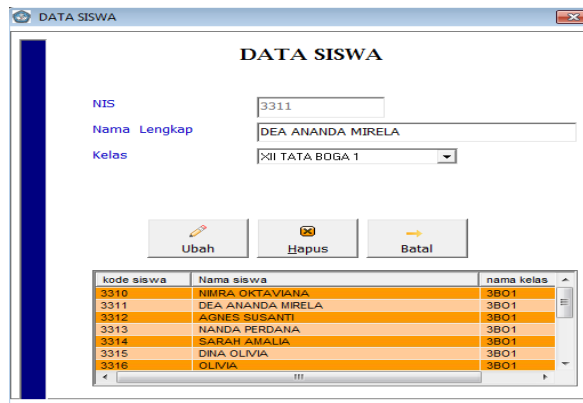 DATA SISWA
DATA SISWA
NIS 3311
Nama Lengkap DEA ANANDA MIRELA
Kelas XII TATA BOGA 1
Ubah Hapus Batal
kode siswa Nama siswa nama kelas
3310 NIMRA OKTAVIANA 3BO1
3311 DEA ANANDA MIRELA 3BO1
3312 AGNES SUSANTI 3BO1
3313 NANDA PERDANA 3BO1
3314 SARAH AMALIA 3BO1
3315 DINA OLIVIA 3BO1
3316 OLIVIA 3BO1